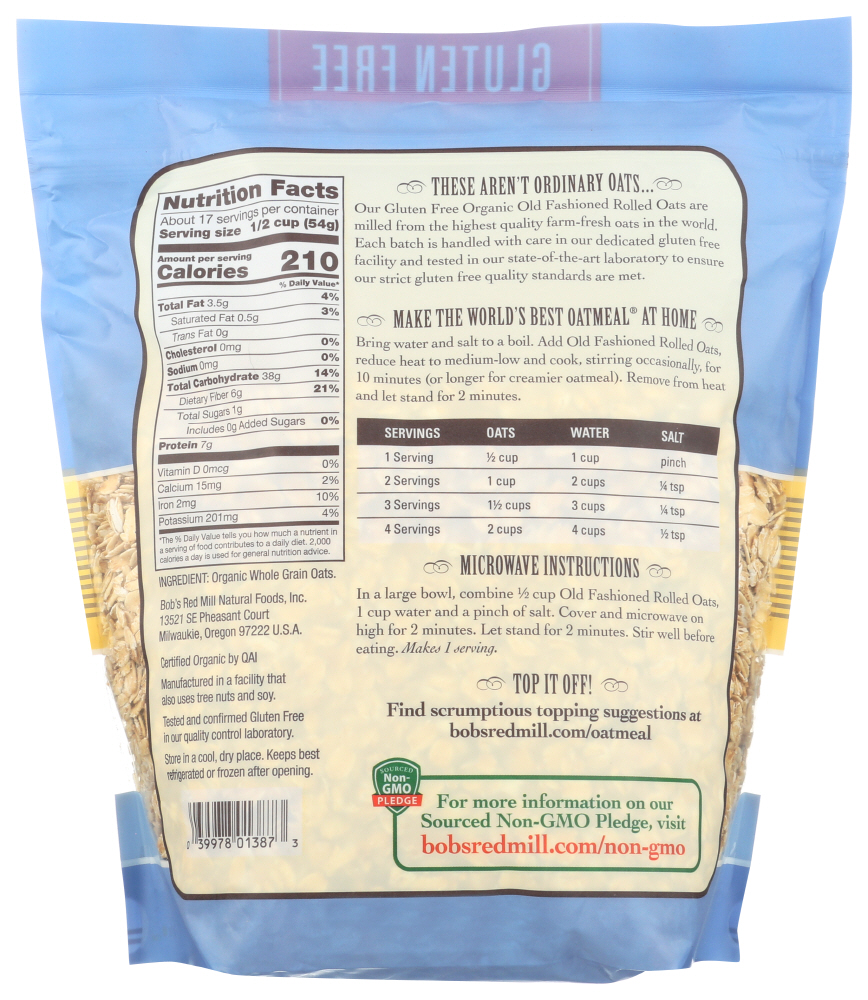 GLUTEN FREE
Nutrition Facts
About 17 servings per container
Serving size 1/2 cup (54g)
Amount per serving
Calories 210
% Daily Value*
Total Fat 3.5g 4%
Saturated Fat 0.5g 3%
Trans Fat 0g
Cholesterol 0mg 0%
Sodium 0mg 0%
Total Carbohydrate 38g 14%
Dietary Fiber 6g 21%
Total Sugars 1g
Includes 0g Added Sugars 0%
Protein 7g
Vitamin D 0mcg 0%
Calcium 15mg 2%
Iron 2mg 10%
Potassium 201mg 4%
*The % Daily Value tells you how much a nutrient in
a serving of food contributes to a daily diet. 2,000
calories a day is used for general nutrition advice.
INGREDIENT: Organic Whole Grain Oats.
Bob's Red Mill Natural Foods, Inc.
13521 SE Pheasant Court
Milwaukie, Oregon 97222 U.S.A.
Certified Organic by QAI
Manufactured in a facility that
also uses tree nuts and soy.
Tested and confirmed Gluten Free
in our quality control laboratory.
Store in a cool, dry place. Keeps best
refrigerated or frozen after opening.
0 39978 01387 3
THESE AREN'T ORDINARY OATS...
Our Gluten Free Organic Old Fashioned Rolled Oats are
milled from the highest quality farm-fresh oats in the world.
Each batch is handled with care in our dedicated gluten free
facility and tested in our state-of-the-art laboratory to ensure
our strict gluten free quality standards are met.
MAKE THE WORLD'S BEST OATMEAL® AT HOME
Bring water and salt to a boil. Add Old Fashioned Rolled Oats,
reduce heat to medium-low and cook, stirring occasionally, for
10 minutes (or longer for creamier oatmeal). Remove from heat
and let stand for 2 minutes.
SERVINGS OATS WATER SALT
1 Serving ½ cup 1 cup pinch
2 Servings 1 cup 2 cups ¼ tsp
3 Servings 1½ cups 3 cups ¼ tsp
4 Servings 2 cups 4 cups ½ tsp
MICROWAVE INSTRUCTIONS
In a large bowl, combine ½ cup Old Fashioned Rolled Oats,
1 cup water and a pinch of salt. Cover and microwave on
high for 2 minutes. Let stand for 2 minutes. Stir well before
eating. Makes 1 serving.
TOP IT OFF!
Find scrumptious topping suggestions at
bobsredmill.com/oatmeal
SOURCED
Non-
GMO
PLEDGE
For more information on our
Sourced Non-GMO Pledge, visit
bobsredmill.com/non-gmo